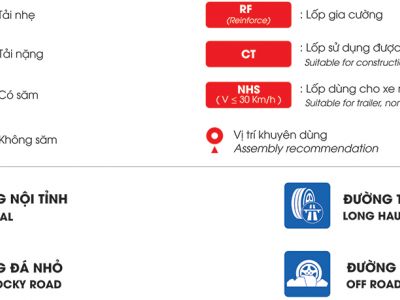 Tải nhẹ
RF
(Reinforce)
: Lốp gia cường
Tải nặng
CT
: Lốp sử dụng được
Suitable for constructi
Có săm
NHS
( V ≤ 30 Km/h )
: Lốp dùng cho xe
Suitable for trailer, non
Không săm
Vị trí khuyên dùng
Assembly recommendation
G NỘI TỈNH
AL
ĐƯỜNG T
LONG HAU
G ĐÁ NHỎ
OCKY ROAD
ĐƯỜNG
OFF ROAD